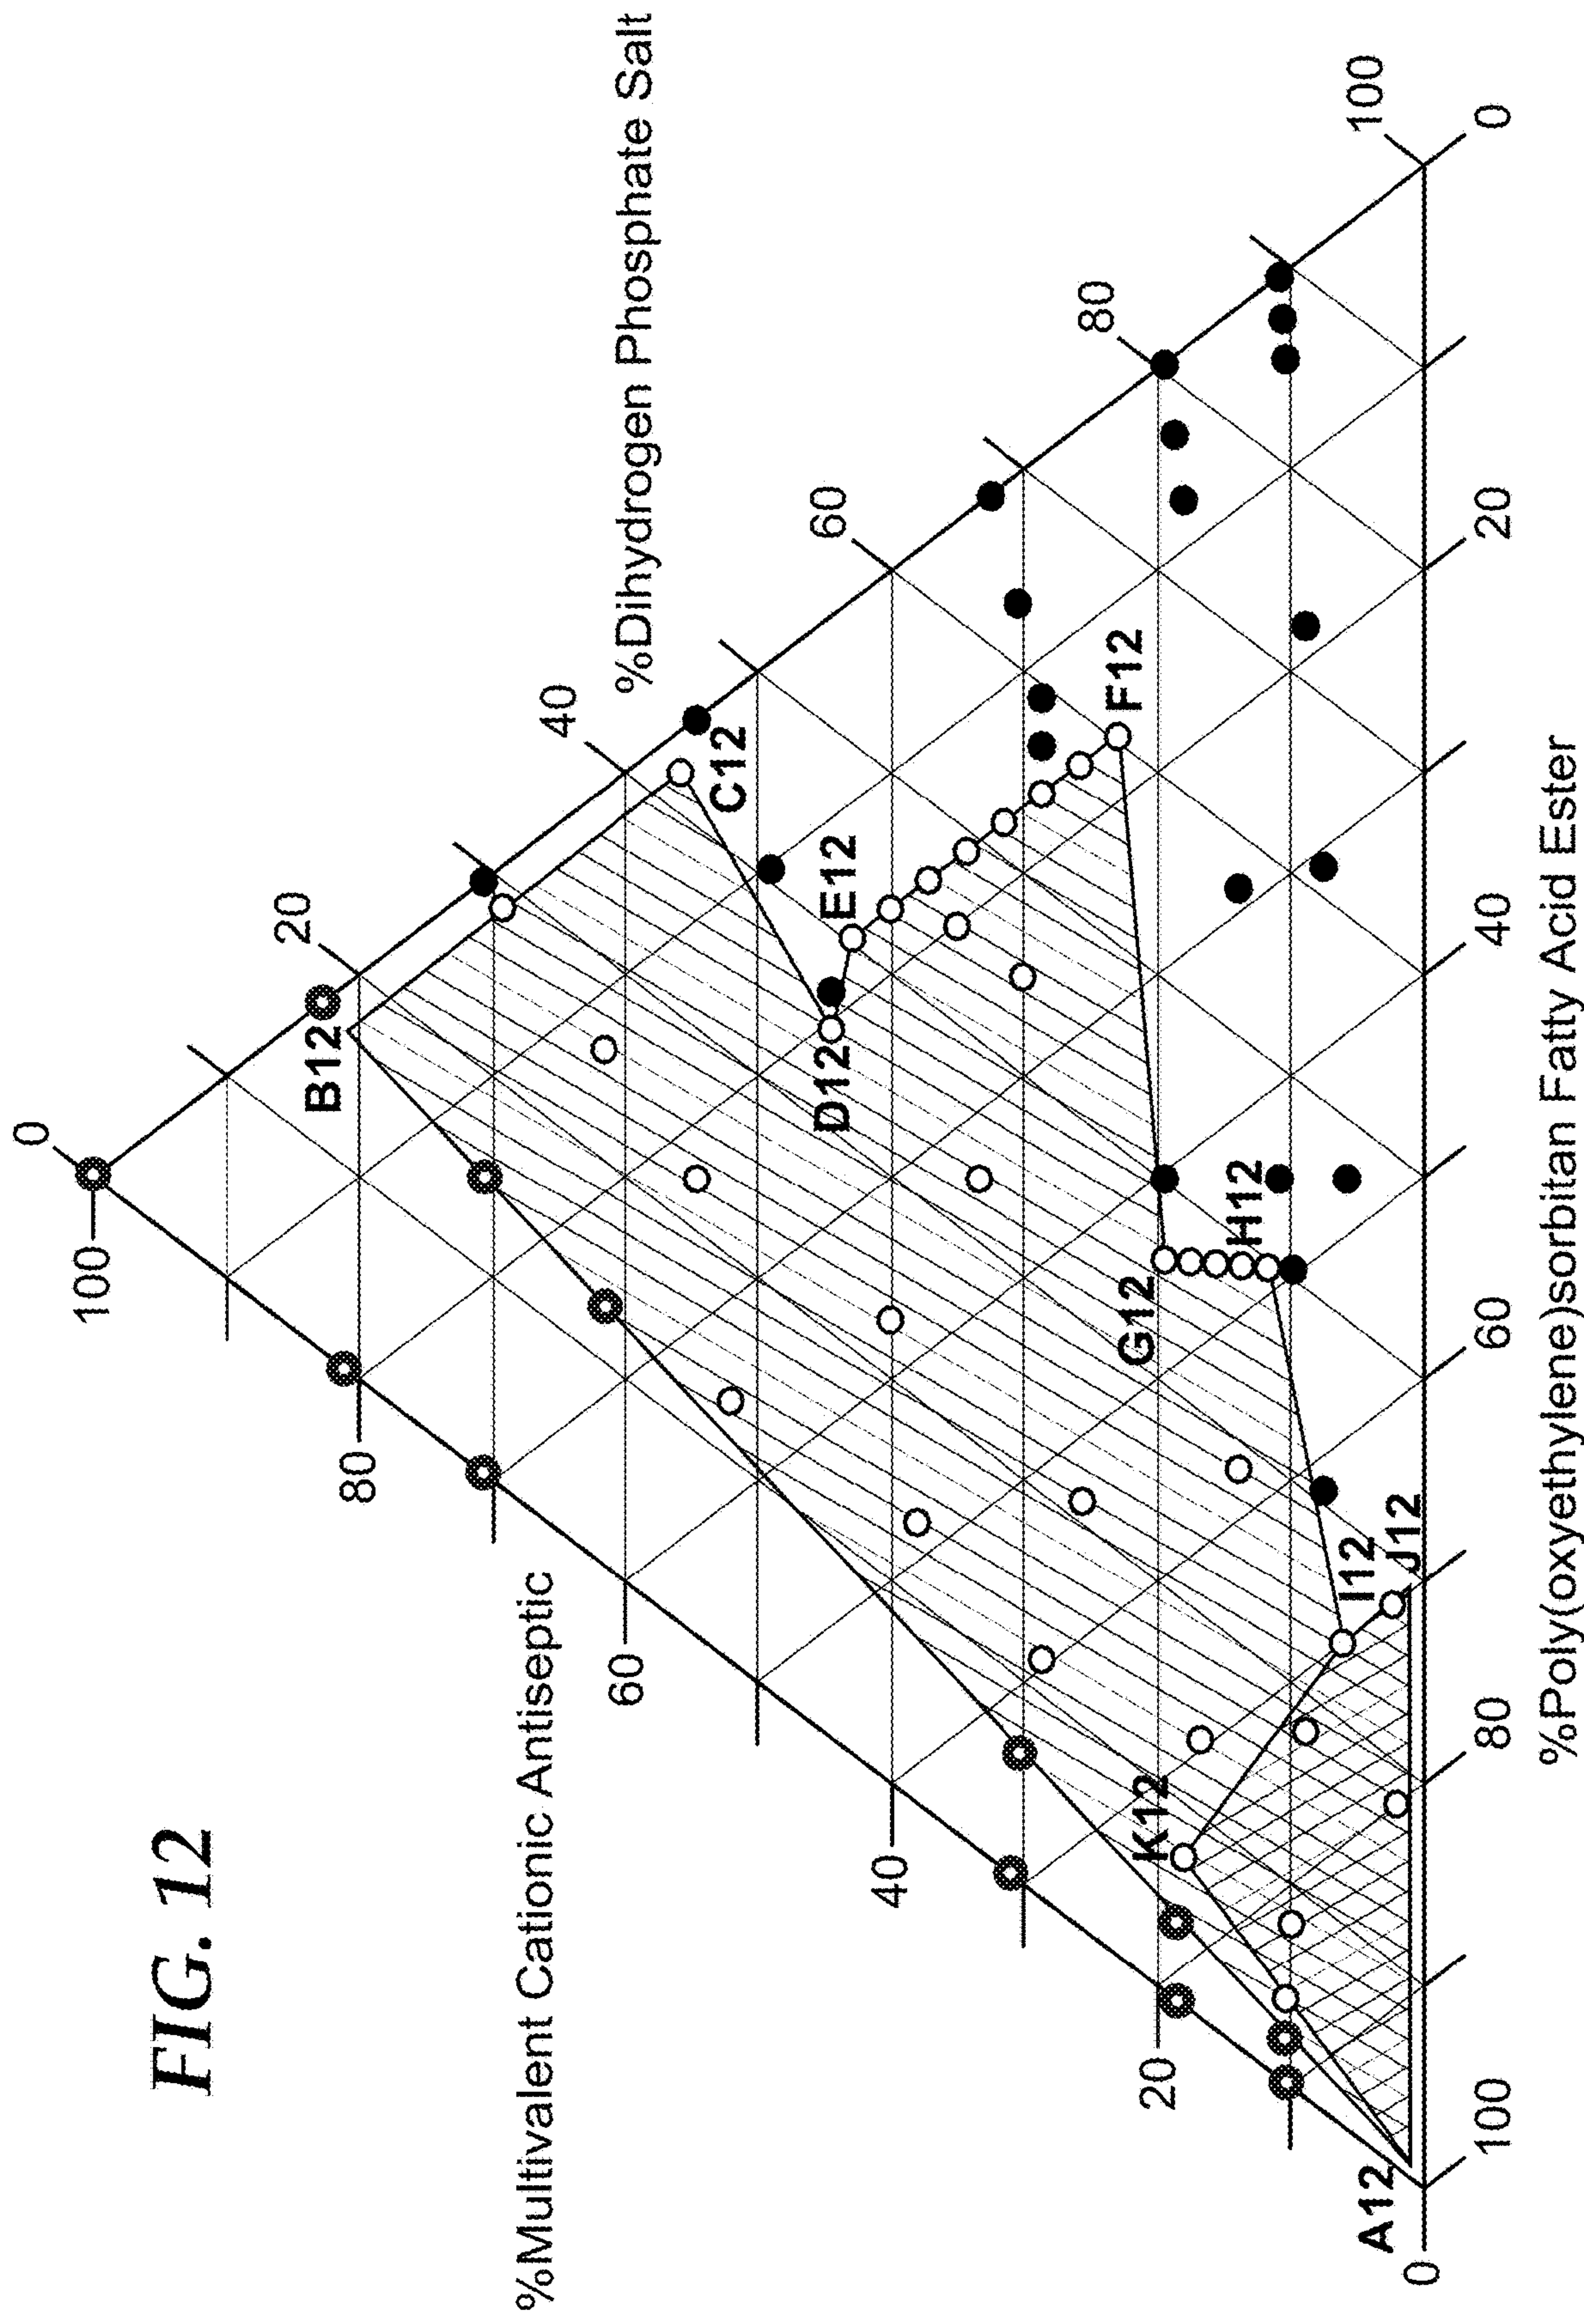 FIG. 12
%Multivalent Cationic Antiseptic
%Dihydrogen Phosphate Salt
%Poly(oxyethylene)sorbitan Fatty Acid Ester
100
80
60
40
20
0
0
20
40
60
80
100
100
80
60
40
20
0
A12
B12
C12
D12
E12
F12
G12
H12
I12
J12
K12